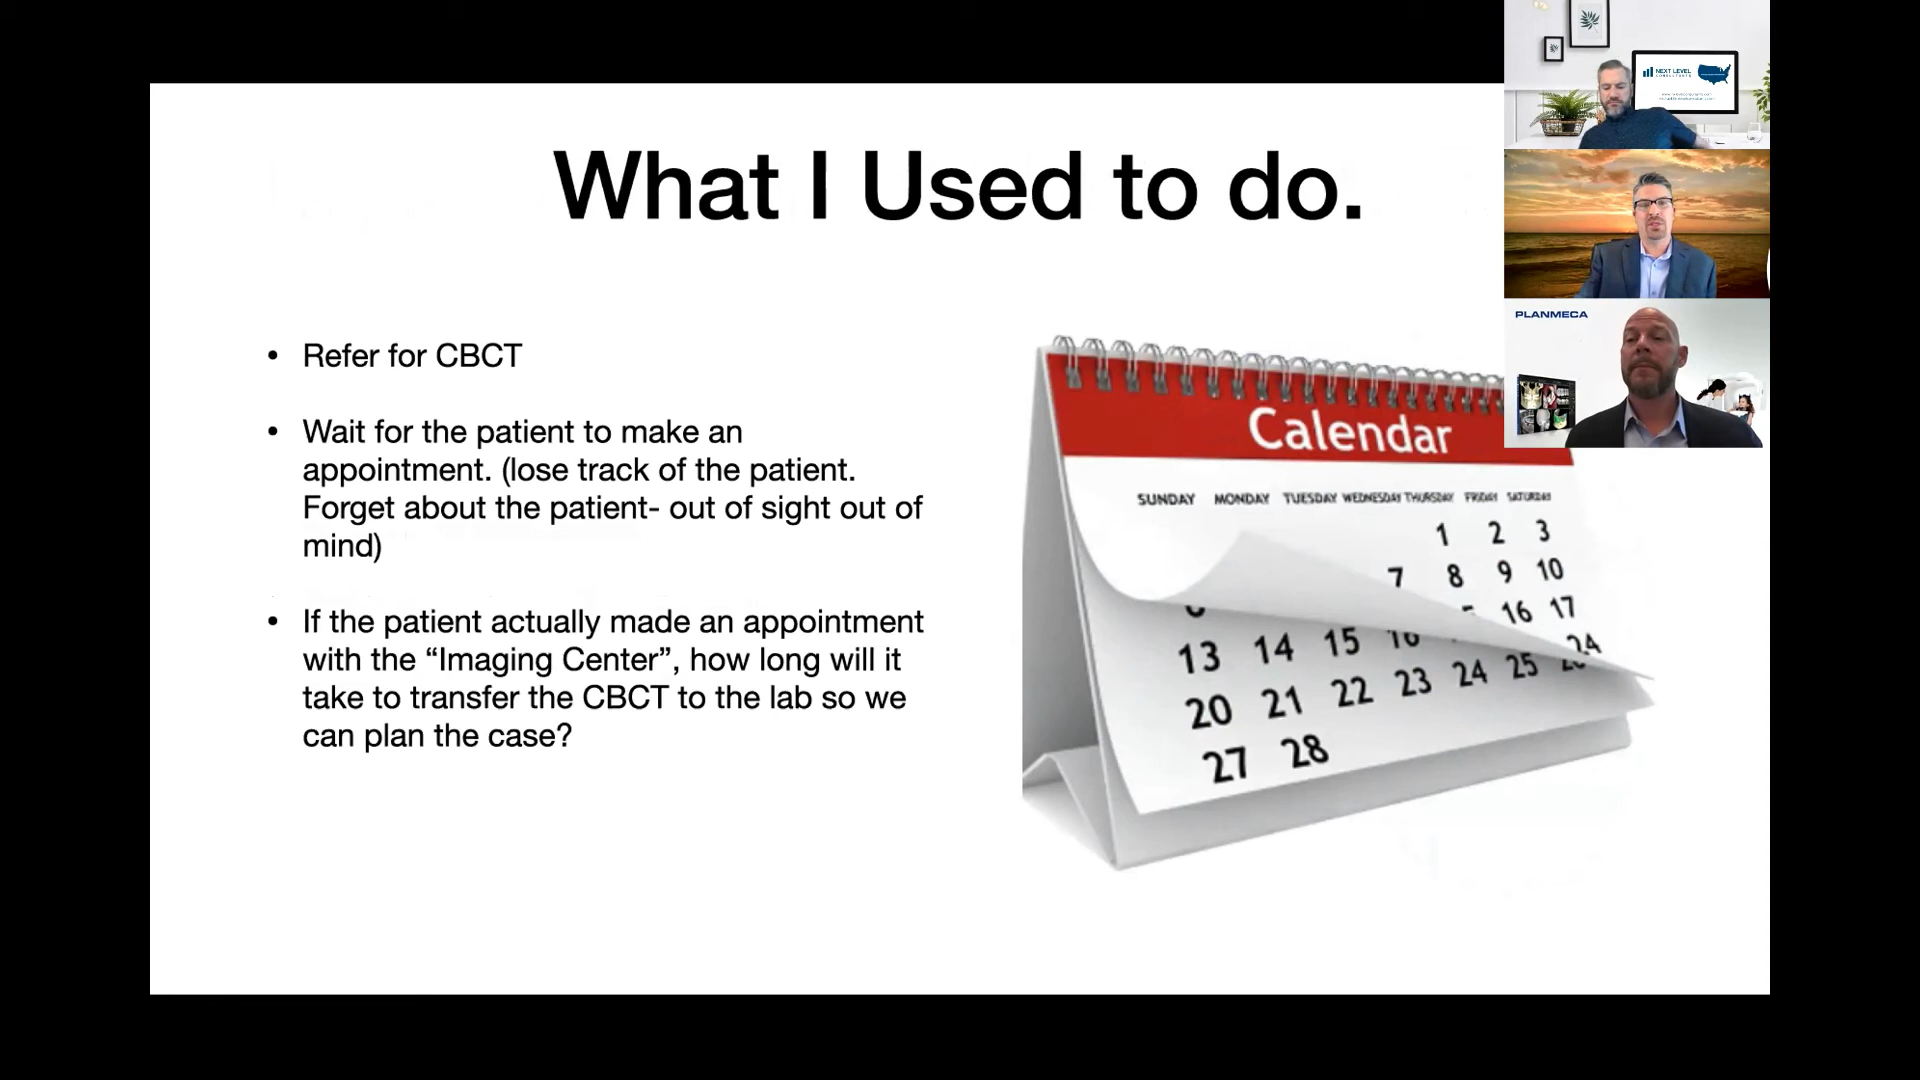 What I Used to do.
• Refer for CBCT
• Wait for the patient to make an
appointment. (lose track of the patient.
Forget about the patient- out of sight out of
mind)
• If the patient actually made an appointment
with the “Imaging Center”, how long will it
take to transfer the CBCT to the lab so we
can plan the case?
Calendar
SUNDAY MONDAY TUESDAY WEDNESDAY THURSDAY FRIDAY SATURDAY
1 2 3
7 8 9 10
16 17
13 14 15 16 24
20 21 22 23 24 25
27 28
NEXT LEVEL
CONSULTANTS
PLANMECA